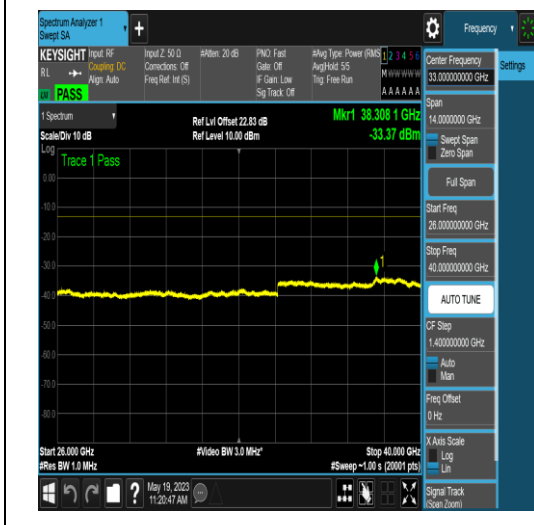 Spectrum Analyzer 1
Swept SA
+
Frequency
Settings
KEYSIGHT
RL
PASS
Input: RF
Coupling: DC
Align: Auto
Input Z: 50 Ω
Corrections: Off
Freq Ref: Int (S)
#Atten: 20 dB
PNO: Fast
Gate: Off
IF Gain: Low
Sig Track: Off
#Avg Type: Power (RMS
Avg|Hold: 5/5
Trig: Free Run
1 2 3 4 5 6
M W W W W W
A A A A A A
1 Spectrum
Scale/Div 10 dB
Ref Lvl Offset 22.83 dB
Ref Level 10.00 dBm
Mkr1 38.308 1 GHz
-33.37 dBm
Log
Trace 1 Pass
0.00
-10.0
-20.0
-30.0
-40.0
-50.0
-60.0
-70.0
-80.0
1
Start 26.000 GHz
#Res BW 1.0 MHz
#Video BW 3.0 MHz*
Stop 40.000 GHz
#Sweep ~1.00 s (20001 pts)
?
May 19, 2023
11:20:47 AM
Center Frequency
33.000000000 GHz
Span
14.0000000 GHz
Swept Span
Zero Span
Full Span
Start Freq
26.000000000 GHz
Stop Freq
40.000000000 GHz
AUTO TUNE
CF Step
1.400000000 GHz
Auto
Man
Freq Offset
0 Hz
X Axis Scale
Log
Lin
Signal Track
(Span Zoom)